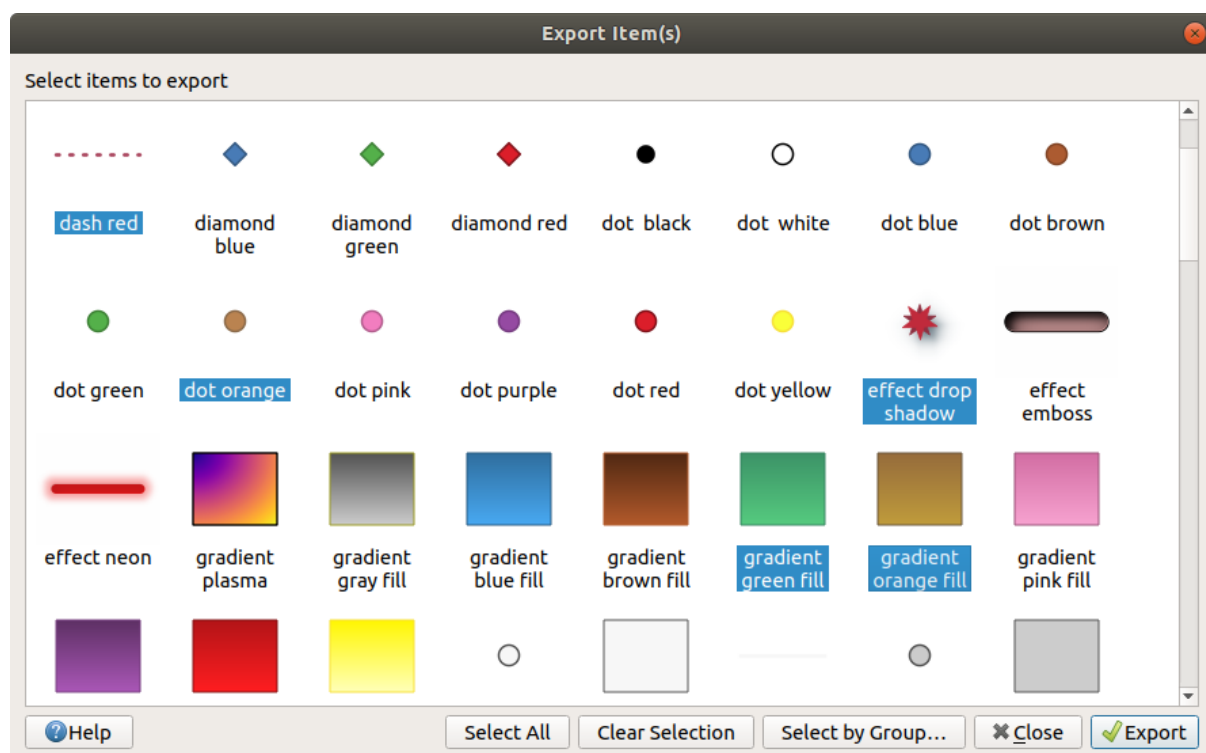 Export Item(s)
Select items to export
dash red
diamond
blue
diamond
green
diamond red
dot  black
dot  white
dot blue
dot brown
dot green
dot orange
dot pink
dot purple
dot red
dot yellow
effect drop
shadow
effect
emboss
effect neon
gradient
plasma
gradient
gray fill
gradient
blue fill
gradient
brown fill
gradient
green fill
gradient
orange fill
gradient
pink fill
Help
Select All
Clear Selection
Select by Group...
Close
Export